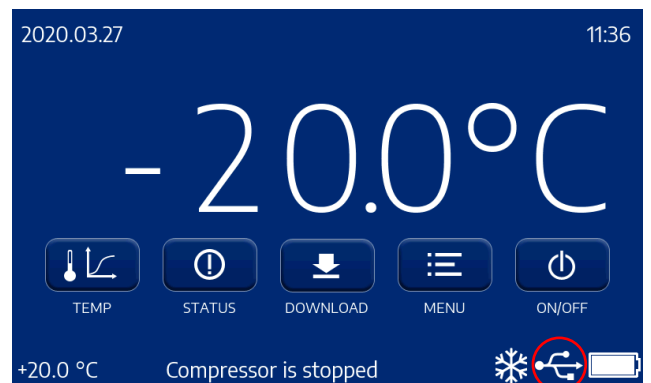 2020.03.27 11:36
-20.0°C
TEMP STATUS DOWNLOAD MENU ON/OFF
+20.0 °C Compressor is stopped